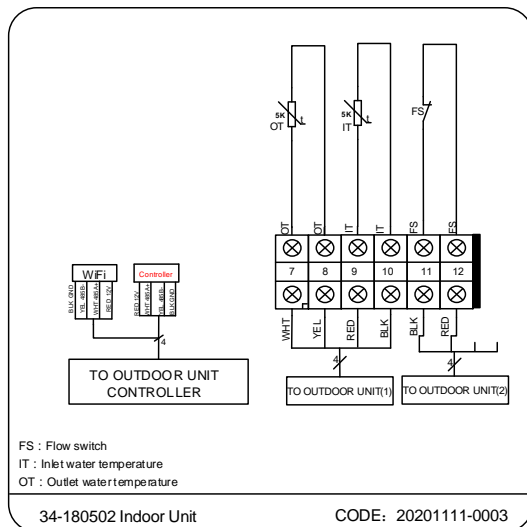 5K
OT
t
5K
IT
t
FS
OT
OT
IT
IT
FS
FS
7
8
9
10
11
12
WHT
YEL
RED
BLK
BLK
RED
4
4
TO OUTDOOR UNIT(1)
TO OUTDOOR UNIT(2)
WiFi
Controller
BLK GND
YEL 485B-
WHT 485A+
RED 12V
RED 12V
WHT 485A+
YEL 485B-
BLK GND
4
TO OUTDOOR UNIT
CONTROLLER
FS : Flow switch
IT : Inlet water temperature
OT : Outlet water temperature
34-180502 Indoor Unit
CODE: 20201111-0003